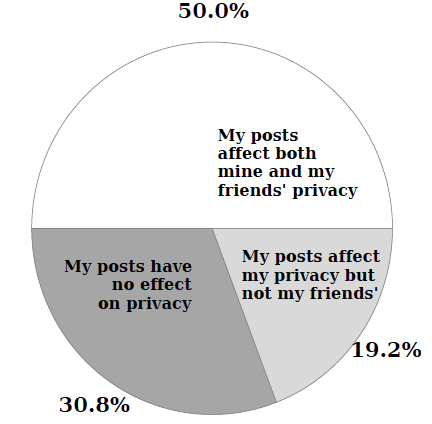 50.0%
My posts
affect both
mine and my
friends' privacy
My posts affect
my privacy but
not my friends'
19.2%
My posts have
no effect
on privacy
30.8%